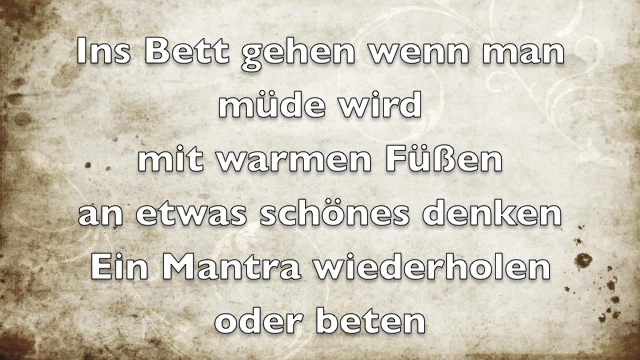 Ins Bett gehen wenn man
müde wird
mit warmen Füßen
an etwas schönes denken
Ein Mantra wiederholen
oder beten